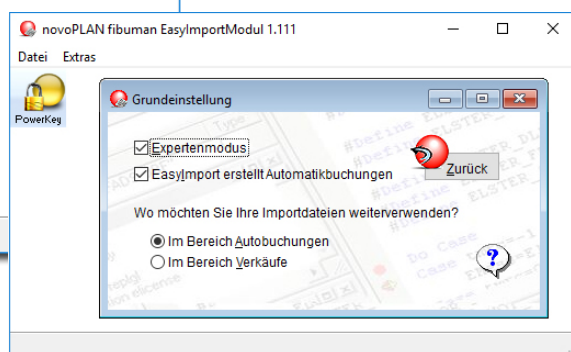 novoPLAN fibuman EasyImportModul 1.111
Datei Extras
PowerKey
Grundeinstellung
Expertenmodus
EasyImport erstellt Automatikbuchungen
Zurück
Wo möchten Sie Ihre Importdateien weiterverwenden?
Im Bereich Autobuchungen
Im Bereich Verkäufe
?